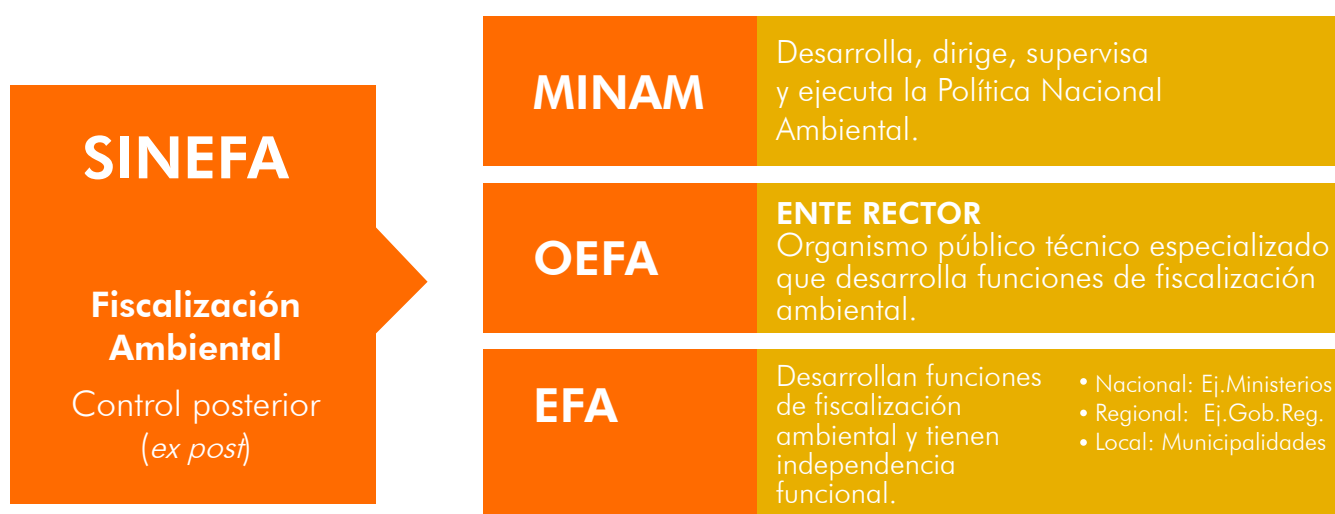 SINEFA
Fiscalización
Ambiental
Control posterior
(ex post)
MINAM
Desarrolla, dirige, supervisa
y ejecuta la Política Nacional
Ambiental.
OEFA
ENTE RECTOR
Organismo público técnico especializado
que desarrolla funciones de fiscalización
ambiental.
EFA
Desarrollan funciones
de fiscalización
ambiental y tienen
independencia
funcional.
• Nacional: Ej.Ministerios
• Regional: Ej.Gob.Reg.
• Local: Municipalidades